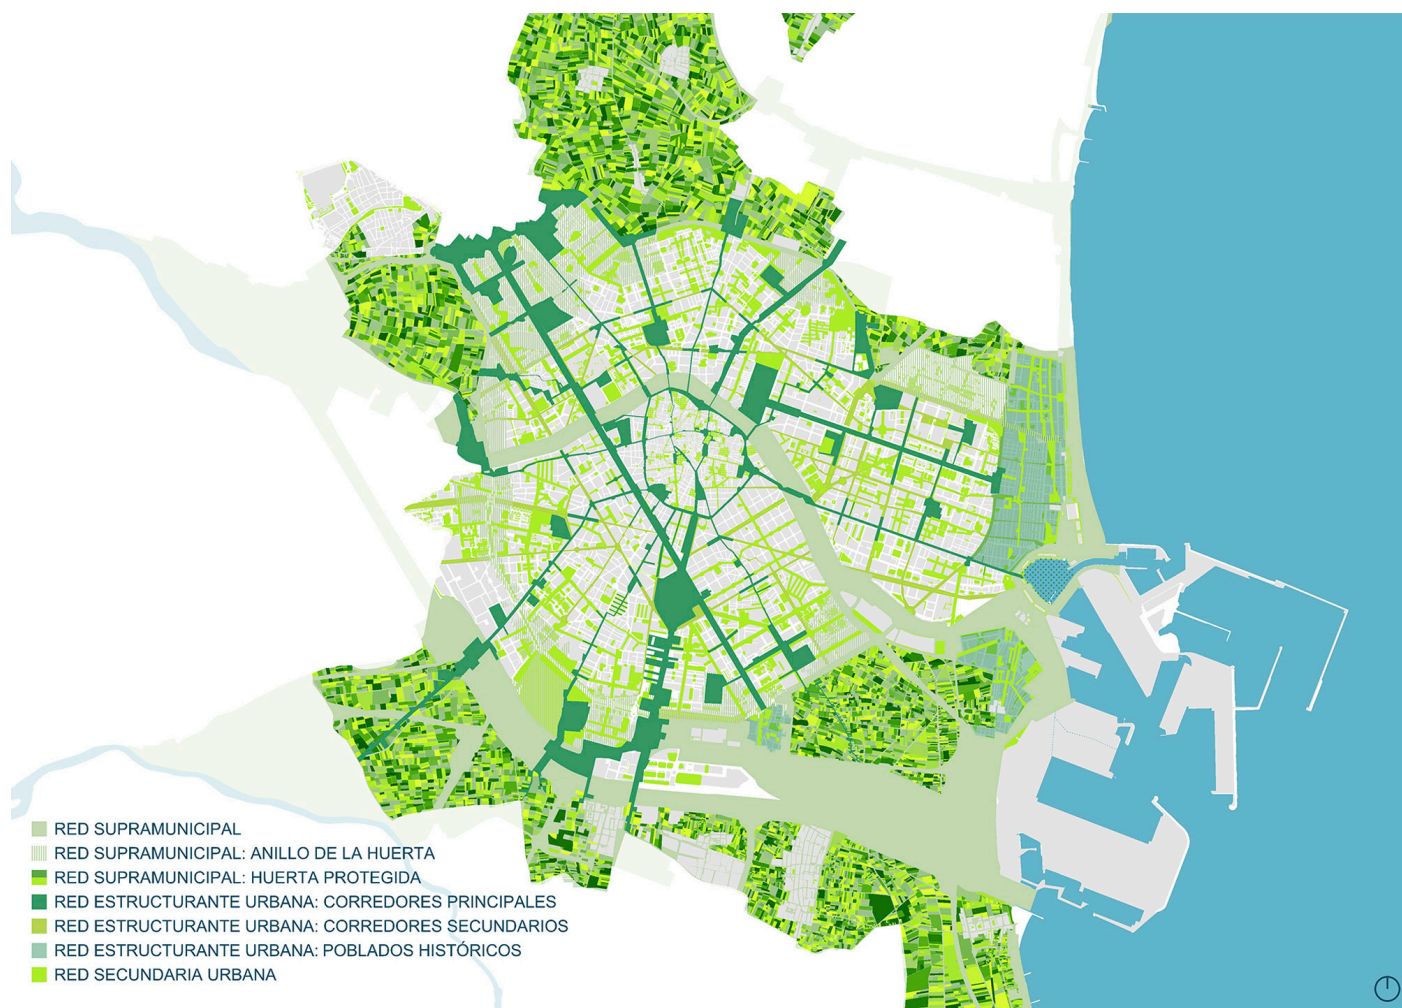 RED SUPRAMUNICIPAL
RED SUPRAMUNICIPAL: ANILLO DE LA HUERTA
RED SUPRAMUNICIPAL: HUERTA PROTEGIDA
RED ESTRUCTURANTE URBANA: CORREDORES PRINCIPALES
RED ESTRUCTURANTE URBANA: CORREDORES SECUNDARIOS
RED ESTRUCTURANTE URBANA: POBLADOS HISTÓRICOS
RED SECUNDARIA URBANA